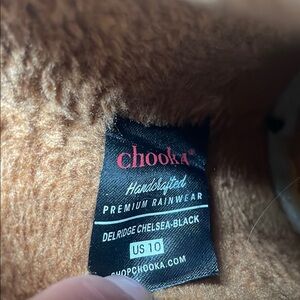 chooka®
Handcrafted
PREMIUM RAINWEAR
DELRIDGE CHELSEA-BLACK
US 10
SHOPCHOOKA.COM